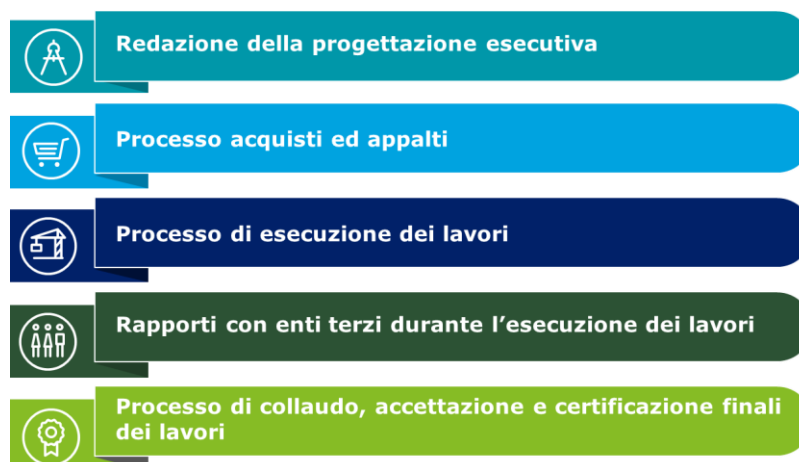 Redazione della progettazione esecutiva
Processo acquisti ed appalti
Processo di esecuzione dei lavori
Rapporti con enti terzi durante l’esecuzione dei lavori
Processo di collaudo, accettazione e certificazione finali
dei lavori